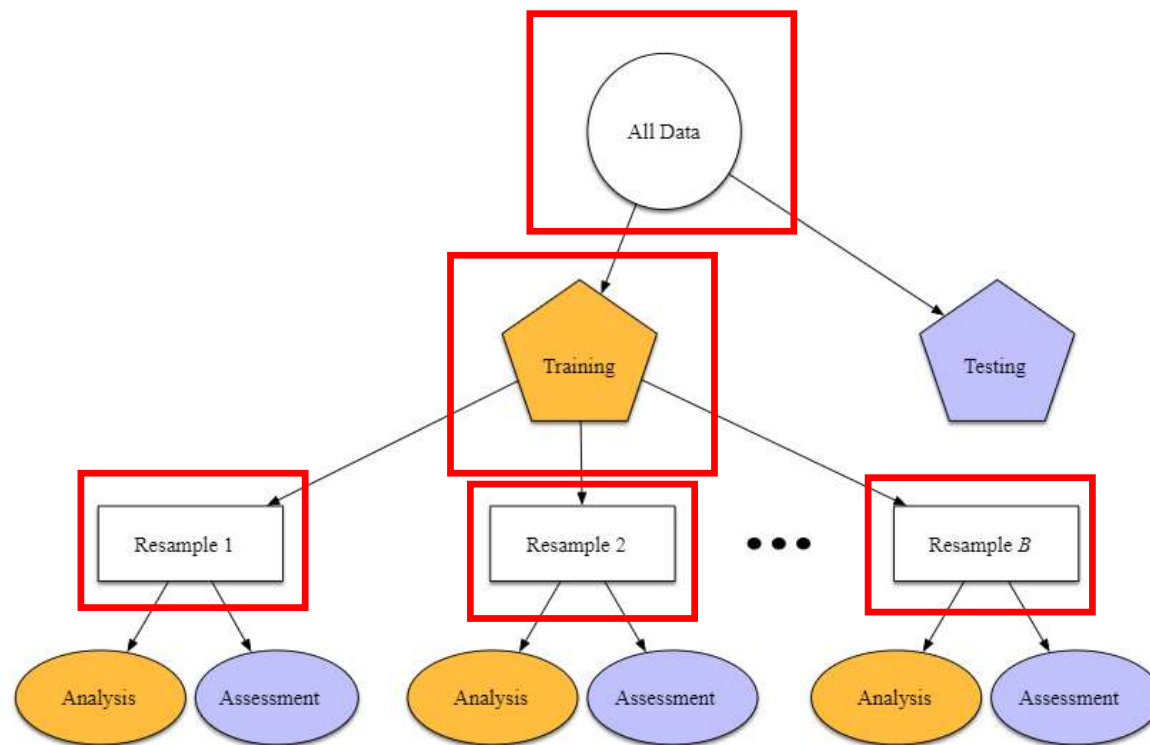 All Data
Training
Testing
Resample 1
Resample 2
Resample B
Analysis
Assessment
Analysis
Assessment
Analysis
Assessment